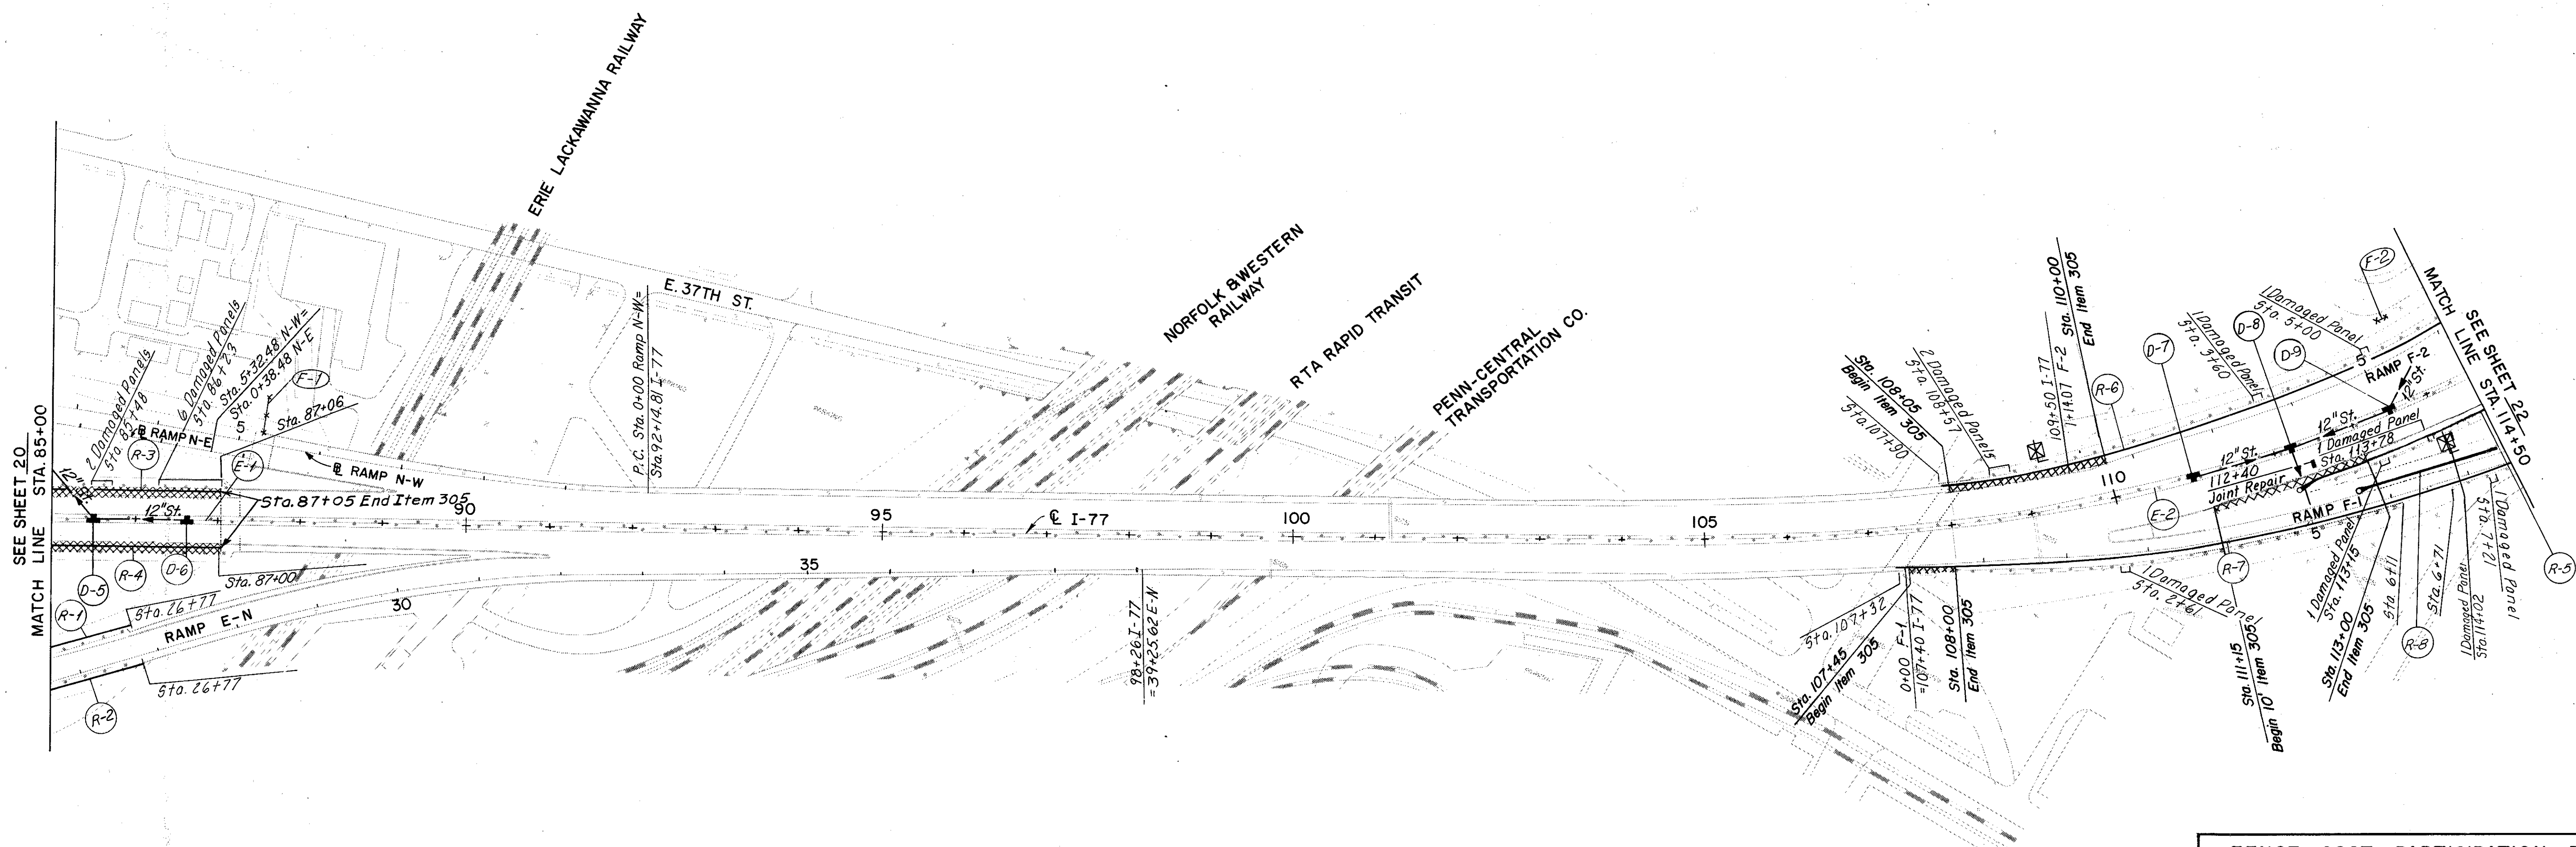 SEE SHEET 20
MATCH LINE STA. 85+00
ERIE LACKAWANNA RAILWAY
E. 37TH ST.
NORFOLK & WESTERN
RAILWAY
RTA RAPID TRANSIT
PENN-CENTRAL
TRANSPORTATION CO.
2 Damaged Panels
Sta. 85+48
6 Damaged Panels
Sta. 86+23
Sta. 5+32.48 N-W=
Sta. 0+38.48 N-E
F-1
5
Sta. 87+06
℄ RAMP N-E
R-3
E-1
℄ RAMP N-W
12" St.
12" St.
Sta. 87+05 End Item 305
D-5
R-4
D-6
Sta. 87+00
R-1
Sta. 26+77
RAMP E-N
R-2
Sta. 26+77
30
90
P.C. Sta. 0+00 Ramp N-W=
Sta. 92+14.81 I-77
95
35
℄ I-77
98+26 I-77
=39+25.62 E-N
100
105
Sta. 108+05
Begin Item 305
Sta. 107+90
2 Damaged Panels
Sta. 108+57
109+50 I-77
1+14.07 F-2
Sta. 110+00
End Item 305
R-6
110
D-7
1 Damaged Panel
Sta. 3+60
D-8
1 Damaged Panel
Sta. 5+00
D-9
5
F-2
RAMP F-2
MATCH LINE STA. 114+50
SEE SHEET 22
12" St.
12" St.
12" St.
1 Damaged Panel
Sta. 113+78
112+40
Joint Repair
E-2
RAMP F-1
5
R-7
Sta. 107+32
Sta. 107+45
Begin Item 305
0+00 F-1
=107+40 I-77
Sta. 108+00
End Item 305
1 Damaged Panel
Sta. 2+61
Sta. 111+15
Begin 10' Item 305
1 Damaged Panel
Sta. 113+15
Sta. 113+00
End Item 305
Sta. 6+11
R-8
Sta. 6+71
1 Damaged Panel
Sta. 114+02
1 Damaged Panel
Sta. 7+21
R-5